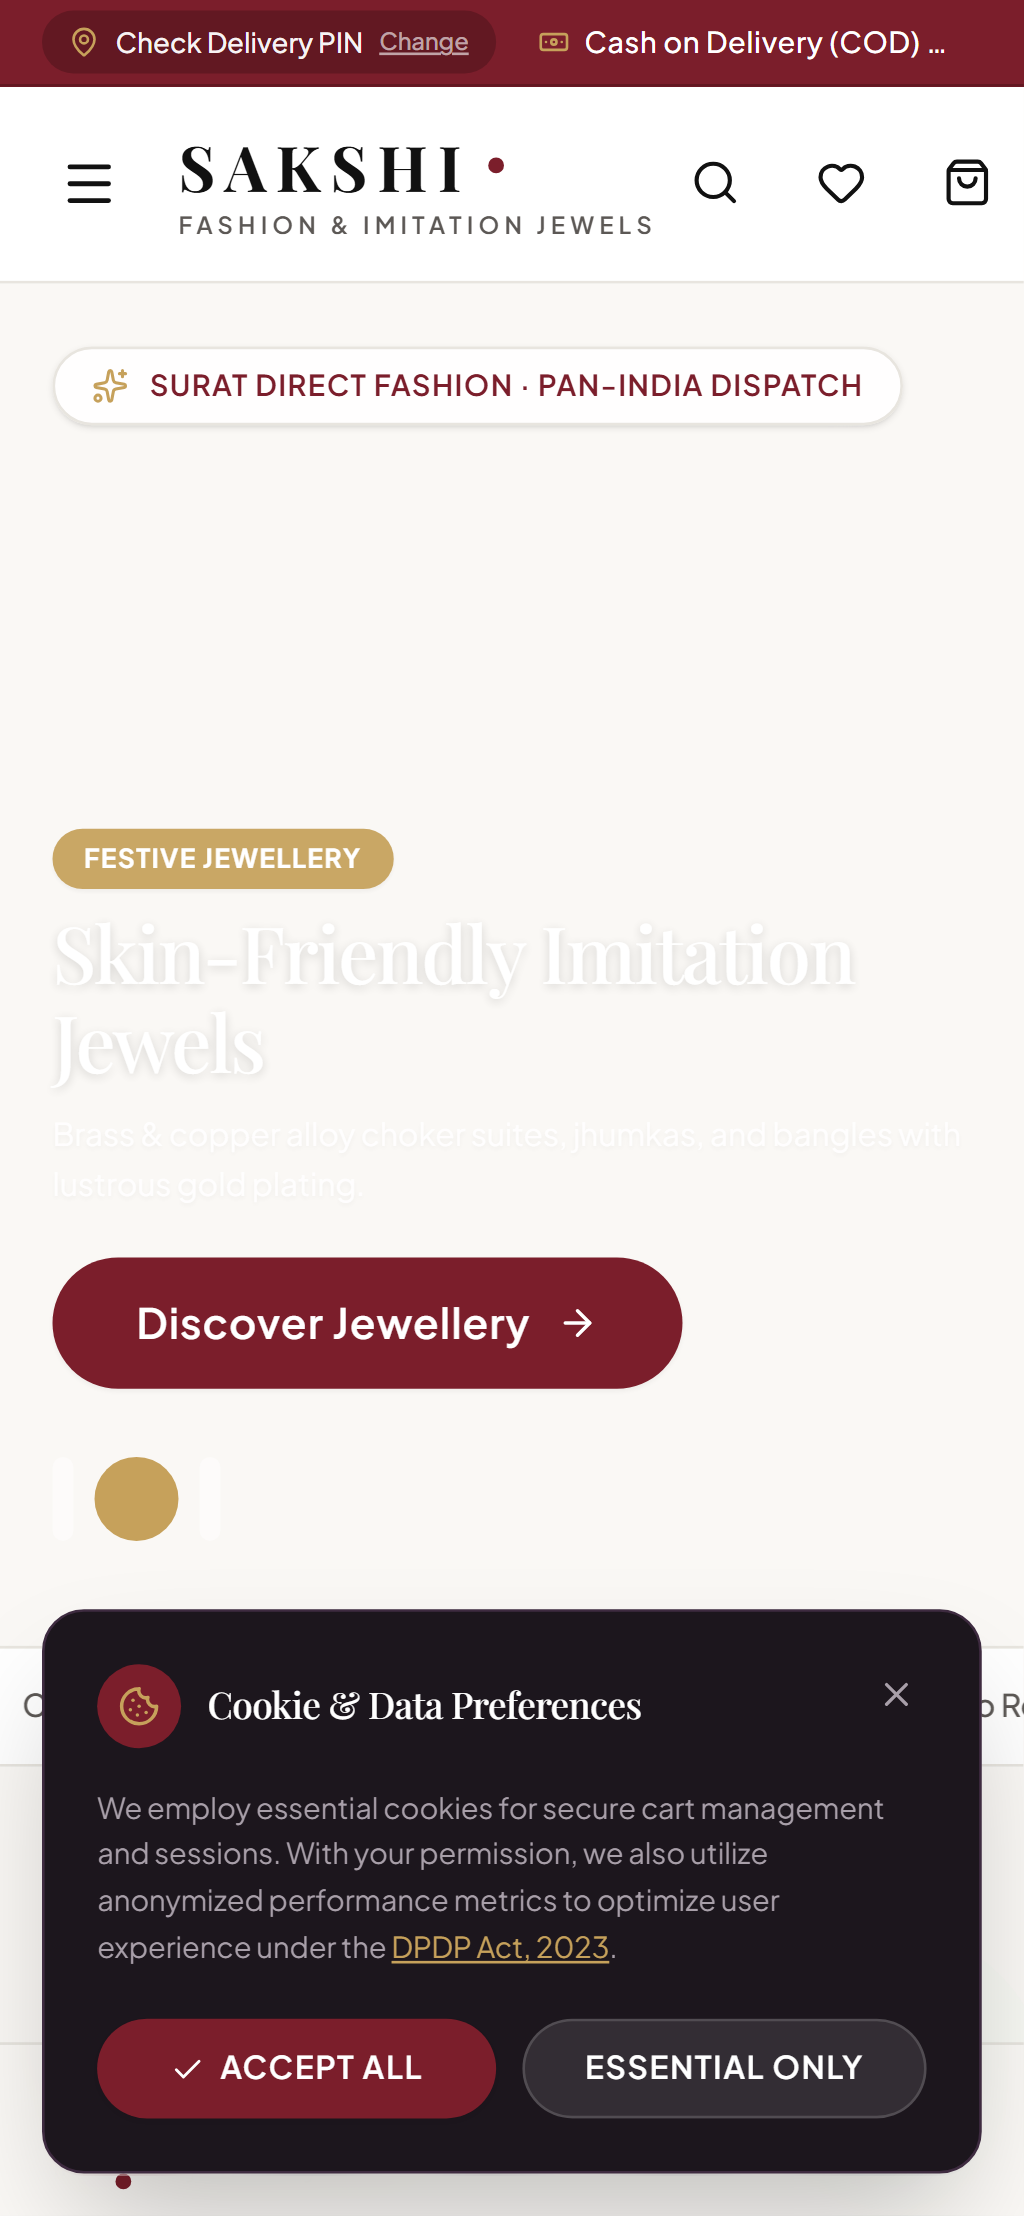 Check Delivery PIN Change
Cash on Delivery (COD) ...
SAKSHI
FASHION & IMITATION JEWELS
SURAT DIRECT FASHION · PAN-INDIA DISPATCH
FESTIVE JEWELLERY
Skin-Friendly Imitation
Jewels
Brass & copper alloy choker suites, jhumkas, and bangles with
lustrous gold plating.
Discover Jewellery
Cookie & Data Preferences
We employ essential cookies for secure cart management
and sessions. With your permission, we also utilize
anonymized performance metrics to optimize user
experience under the DPDP Act, 2023.
ACCEPT ALL
ESSENTIAL ONLY